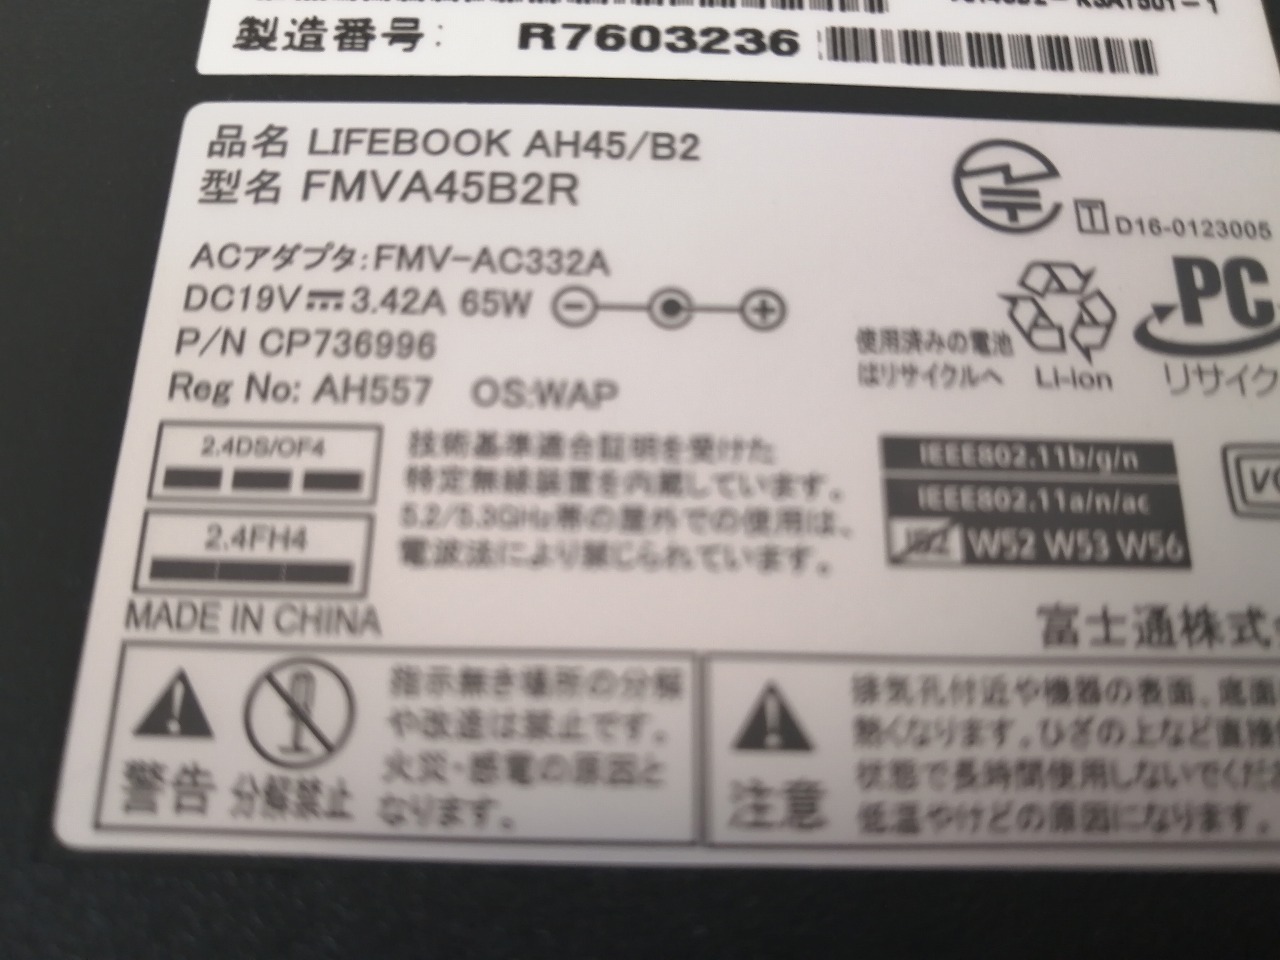 製造番号: R7603236
品名 LIFEBOOK AH45/B2
型名 FMVA45B2R
ACアダプタ:FMV-AC332A
DC19V 3.42A 65W
P/N CP736996
Reg No: AH557 OS:WAP
T D16-0123005
使用済みの電池
はリサイクルへ
Li-ion
PC
リサイク
2.4DS/OF4
2.4FH4
技術基準適合証明を受けた
特定無線装置を内蔵しています。
5.2/5.3GHz帯の屋外での使用は、
電波法により禁じられています。
IEEE802.11b/g/n
IEEE802.11a/n/ac
J52 W52 W53 W56
VC
MADE IN CHINA
富士通株式
警告
分解禁止
指示無き場所の分解
や改造は禁止です。
火災・感電の原因と
なります。
注意
排気孔付近や機器の表面、底面
熱くなります。ひざの上など直接
状態で長時間使用しないでくだ
低温やけどの原因になります。